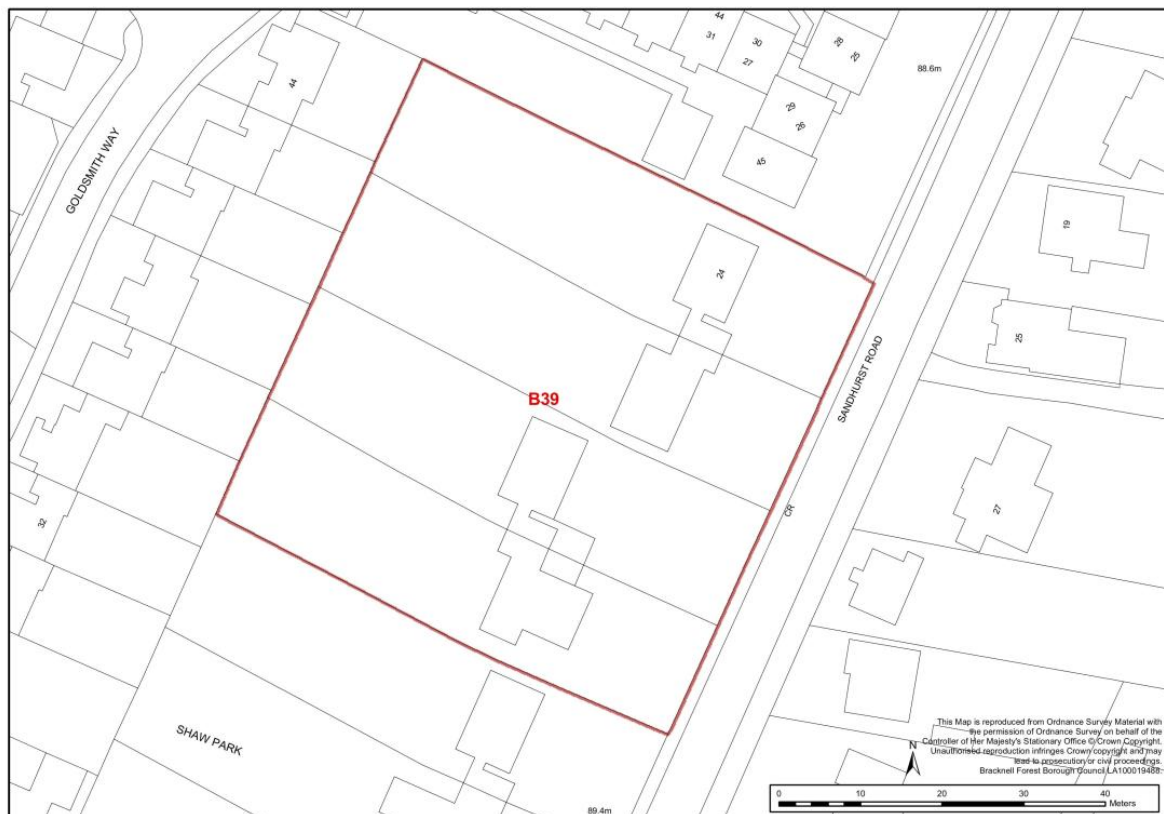 44
31
30
27
28
25
29
26
45
88.6m
44
GOLDSMITH WAY
19
24
25
SANDHURST ROAD
B39
27
CR
32
SHAW PARK
89.4m
This Map is reproduced from Ordnance Survey Material with
the permission of Ordnance Survey on behalf of the
Controller of Her Majesty's Stationary Office © Crown Copyright.
Unauthorised reproduction infringes Crown copyright and may
lead to prosecution or civil proceedings.
Bracknell Forest Borough Council LA100019488.
N
0 10 20 30 40
Meters